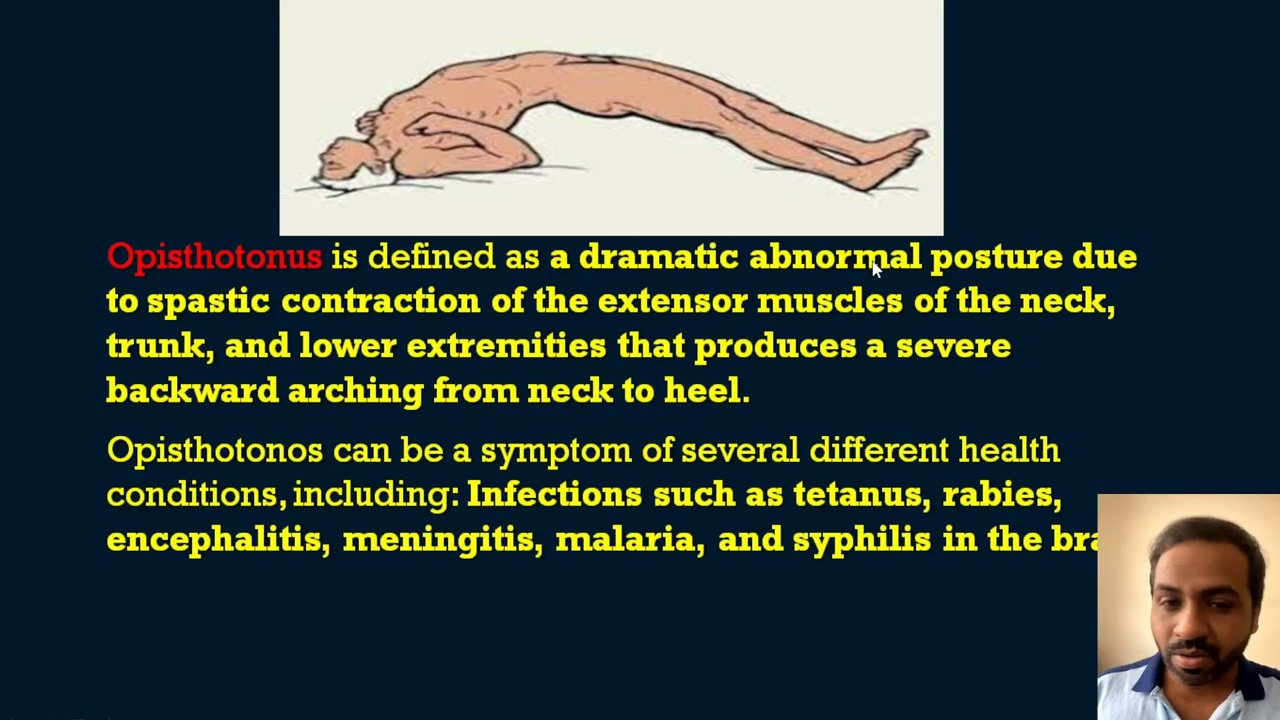 Opisthotonus is defined as a dramatic abnormal posture due
to spastic contraction of the extensor muscles of the neck,
trunk, and lower extremities that produces a severe
backward arching from neck to heel.
Opisthotonos can be a symptom of several different health
conditions, including: Infections such as tetanus, rabies,
encephalitis, meningitis, malaria, and syphilis in the